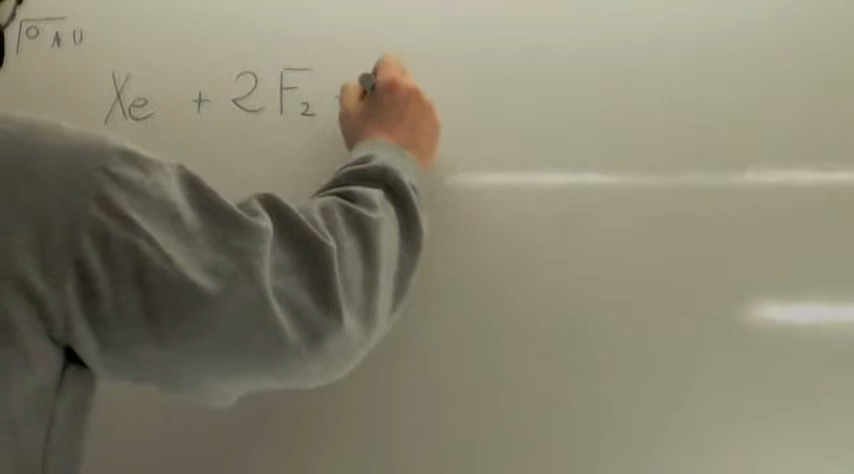 Xe + 2F₂